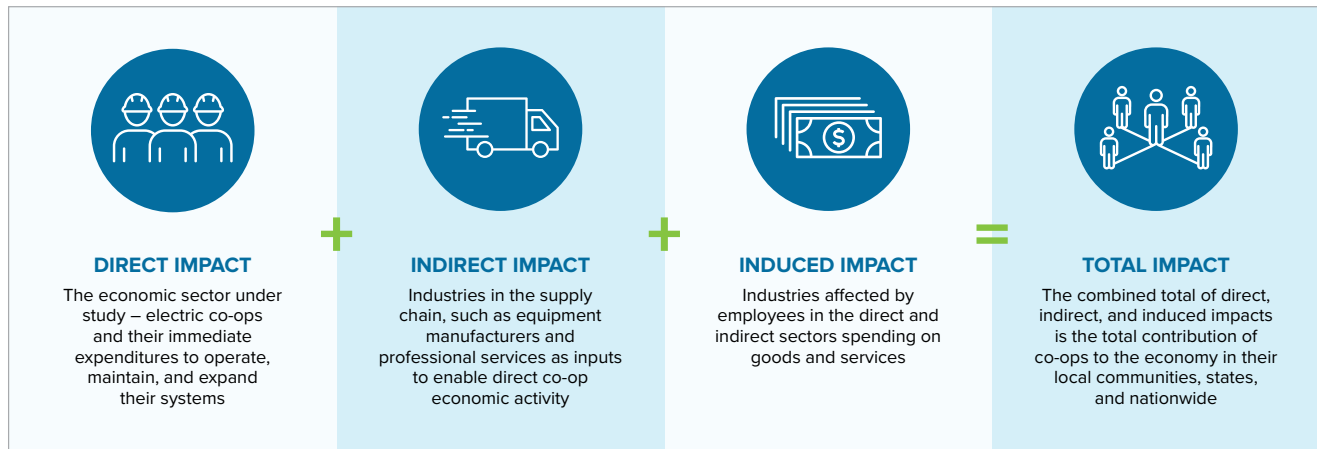 $
+
+
=
DIRECT IMPACT
The economic sector under
study – electric co-ops
and their immediate
expenditures to operate,
maintain, and expand
their systems
INDIRECT IMPACT
Industries in the supply
chain, such as equipment
manufacturers and
professional services as inputs
to enable direct co-op
economic activity
INDUCED IMPACT
Industries affected by
employees in the direct and
indirect sectors spending on
goods and services
TOTAL IMPACT
The combined total of direct,
indirect, and induced impacts
is the total contribution of
co-ops to the economy in their
local communities, states,
and nationwide